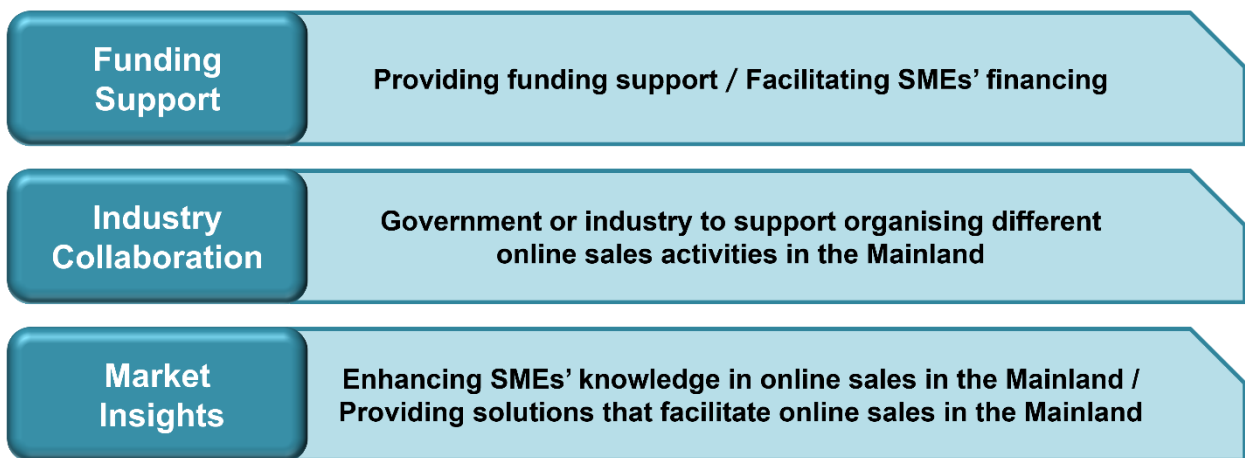 Funding
Support
Providing funding support / Facilitating SMEs’ financing
Industry
Collaboration
Government or industry to support organising different
online sales activities in the Mainland
Market
Insights
Enhancing SMEs’ knowledge in online sales in the Mainland /
Providing solutions that facilitate online sales in the Mainland